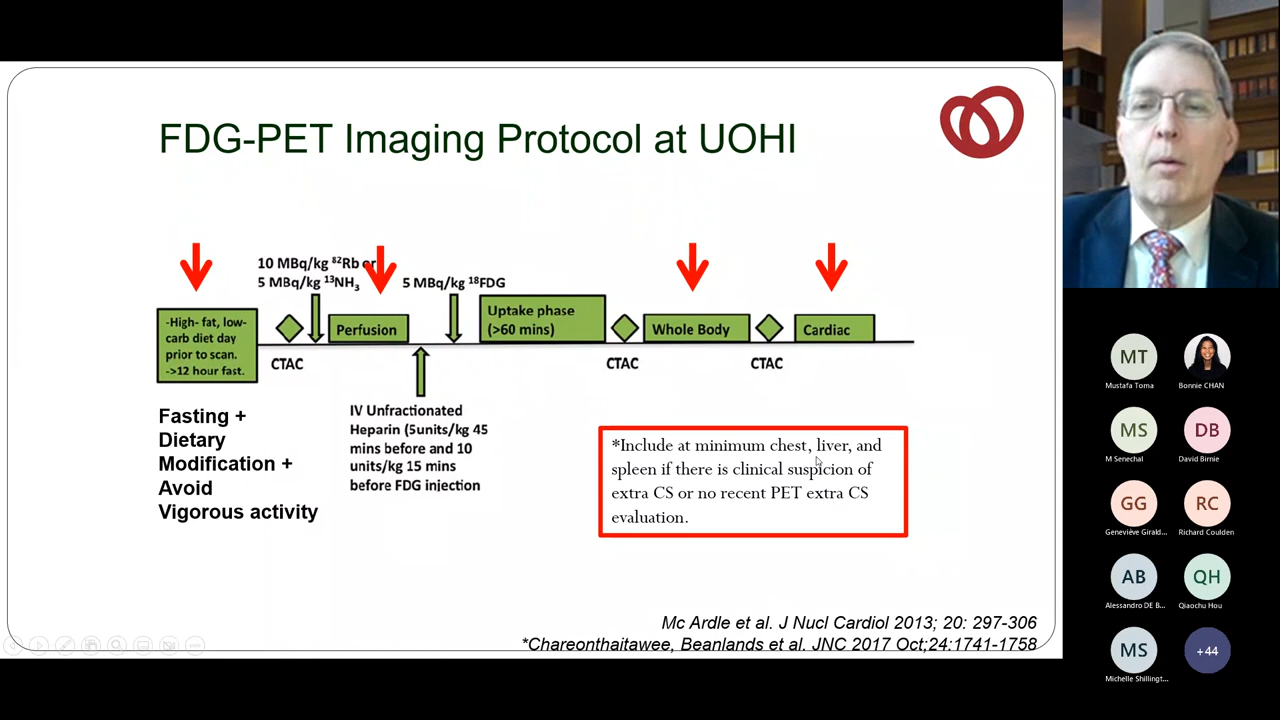 FDG-PET Imaging Protocol at UOHI
10 MBq/kg ⁸²Rb or
5 MBq/kg ¹³NH₃
5 MBq/kg ¹⁸FDG
-High- fat, low-
carb diet day
prior to scan.
->12 hour fast.
CTAC
Perfusion
Uptake phase
(>60 mins)
CTAC
Whole Body
CTAC
Cardiac
Fasting +
Dietary
Modification +
Avoid
Vigorous activity
IV Unfractionated
Heparin (5units/kg 45
mins before and 10
units/kg 15 mins
before FDG injection
*Include at minimum chest, liver, and
spleen if there is clinical suspicion of
extra CS or no recent PET extra CS
evaluation.
Mc Ardle et al. J Nucl Cardiol 2013; 20: 297-306
*Chareonthaitawee, Beanlands et al. JNC 2017 Oct;24:1741-1758
MT
Mustafa Toma
Bonnie CHAN
MS
M Senechal
DB
David Birnie
GG
Geneviève Girald...
RC
Richard Coulden
AB
Alessandro DE B...
QH
Qiaochu Hou
MS
Michelle Shillingt...
+44